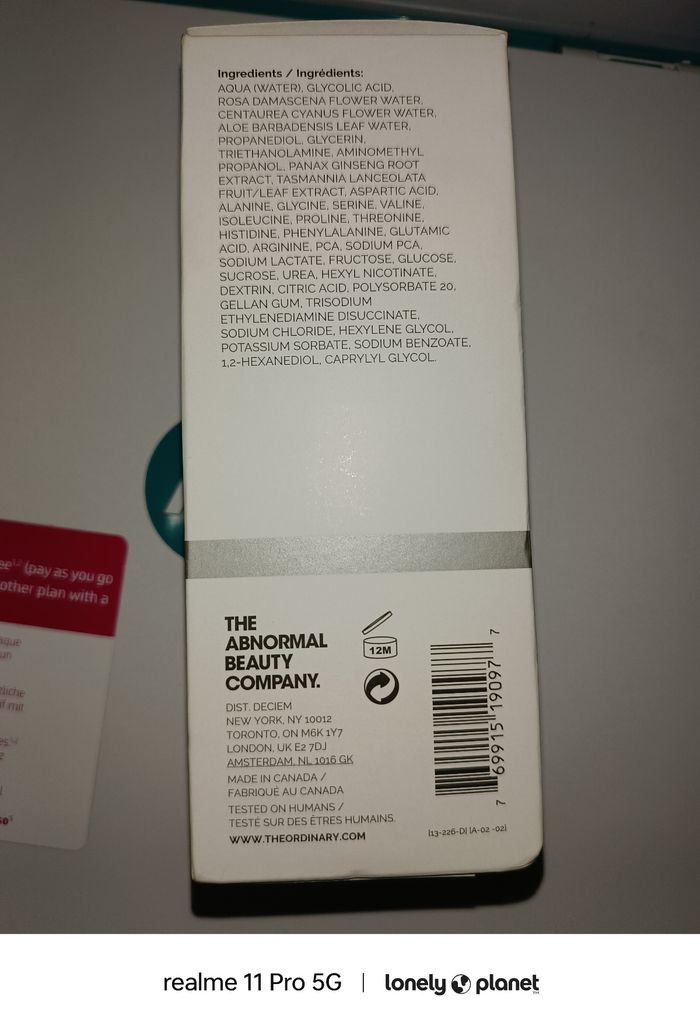 Ingredients / Ingrédients:
AQUA (WATER), GLYCOLIC ACID,
ROSA DAMASCENA FLOWER WATER,
CENTAUREA CYANUS FLOWER WATER,
ALOE BARBADENSIS LEAF WATER,
PROPANEDIOL, GLYCERIN,
TRIETHANOLAMINE, AMINOMETHYL
PROPANOL, PANAX GINSENG ROOT
EXTRACT, TASMANNIA LANCEOLATA
FRUIT/LEAF EXTRACT, ASPARTIC ACID,
ALANINE, GLYCINE, SERINE, VALINE,
ISOLEUCINE, PROLINE, THREONINE,
HISTIDINE, PHENYLALANINE, GLUTAMIC
ACID, ARGININE, PCA, SODIUM PCA,
SODIUM LACTATE, FRUCTOSE, GLUCOSE,
SUCROSE, UREA, HEXYL NICOTINATE,
DEXTRIN, CITRIC ACID, POLYSORBATE 20,
GELLAN GUM, TRISODIUM
ETHYLENEDIAMINE DISUCCINATE,
SODIUM CHLORIDE, HEXYLENE GLYCOL,
POTASSIUM SORBATE, SODIUM BENZOATE,
1,2-HEXANEDIOL, CAPRYLYL GLYCOL.
(pay as you go
other plan with a
THE
ABNORMAL
BEAUTY
COMPANY.
12M
DIST. DECIEM
NEW YORK, NY 10012
TORONTO, ON M6K 1Y7
LONDON, UK E2 7DJ
AMSTERDAM, NL 1016 GK
MADE IN CANADA /
FABRIQUÉ AU CANADA
TESTED ON HUMANS /
TESTÉ SUR DES ÊTRES HUMAINS.
WWW.THEORDINARY.COM
7 69915 19097 7
[13-226-D] [A-02 -02]
realme 11 Pro 5G | lonely planet